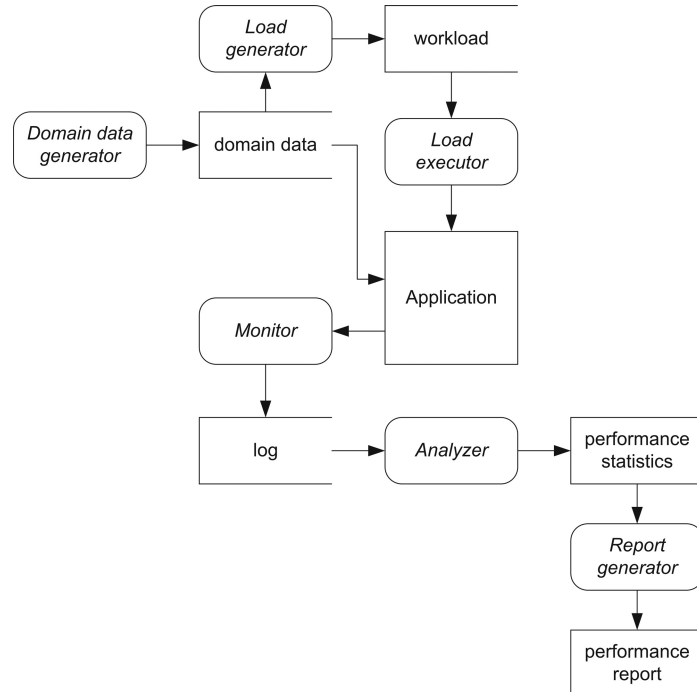 Load
generator
workload
Domain data
generator
domain data
Load
executor
Application
Monitor
log
Analyzer
performance
statistics
Report
generator
performance
report